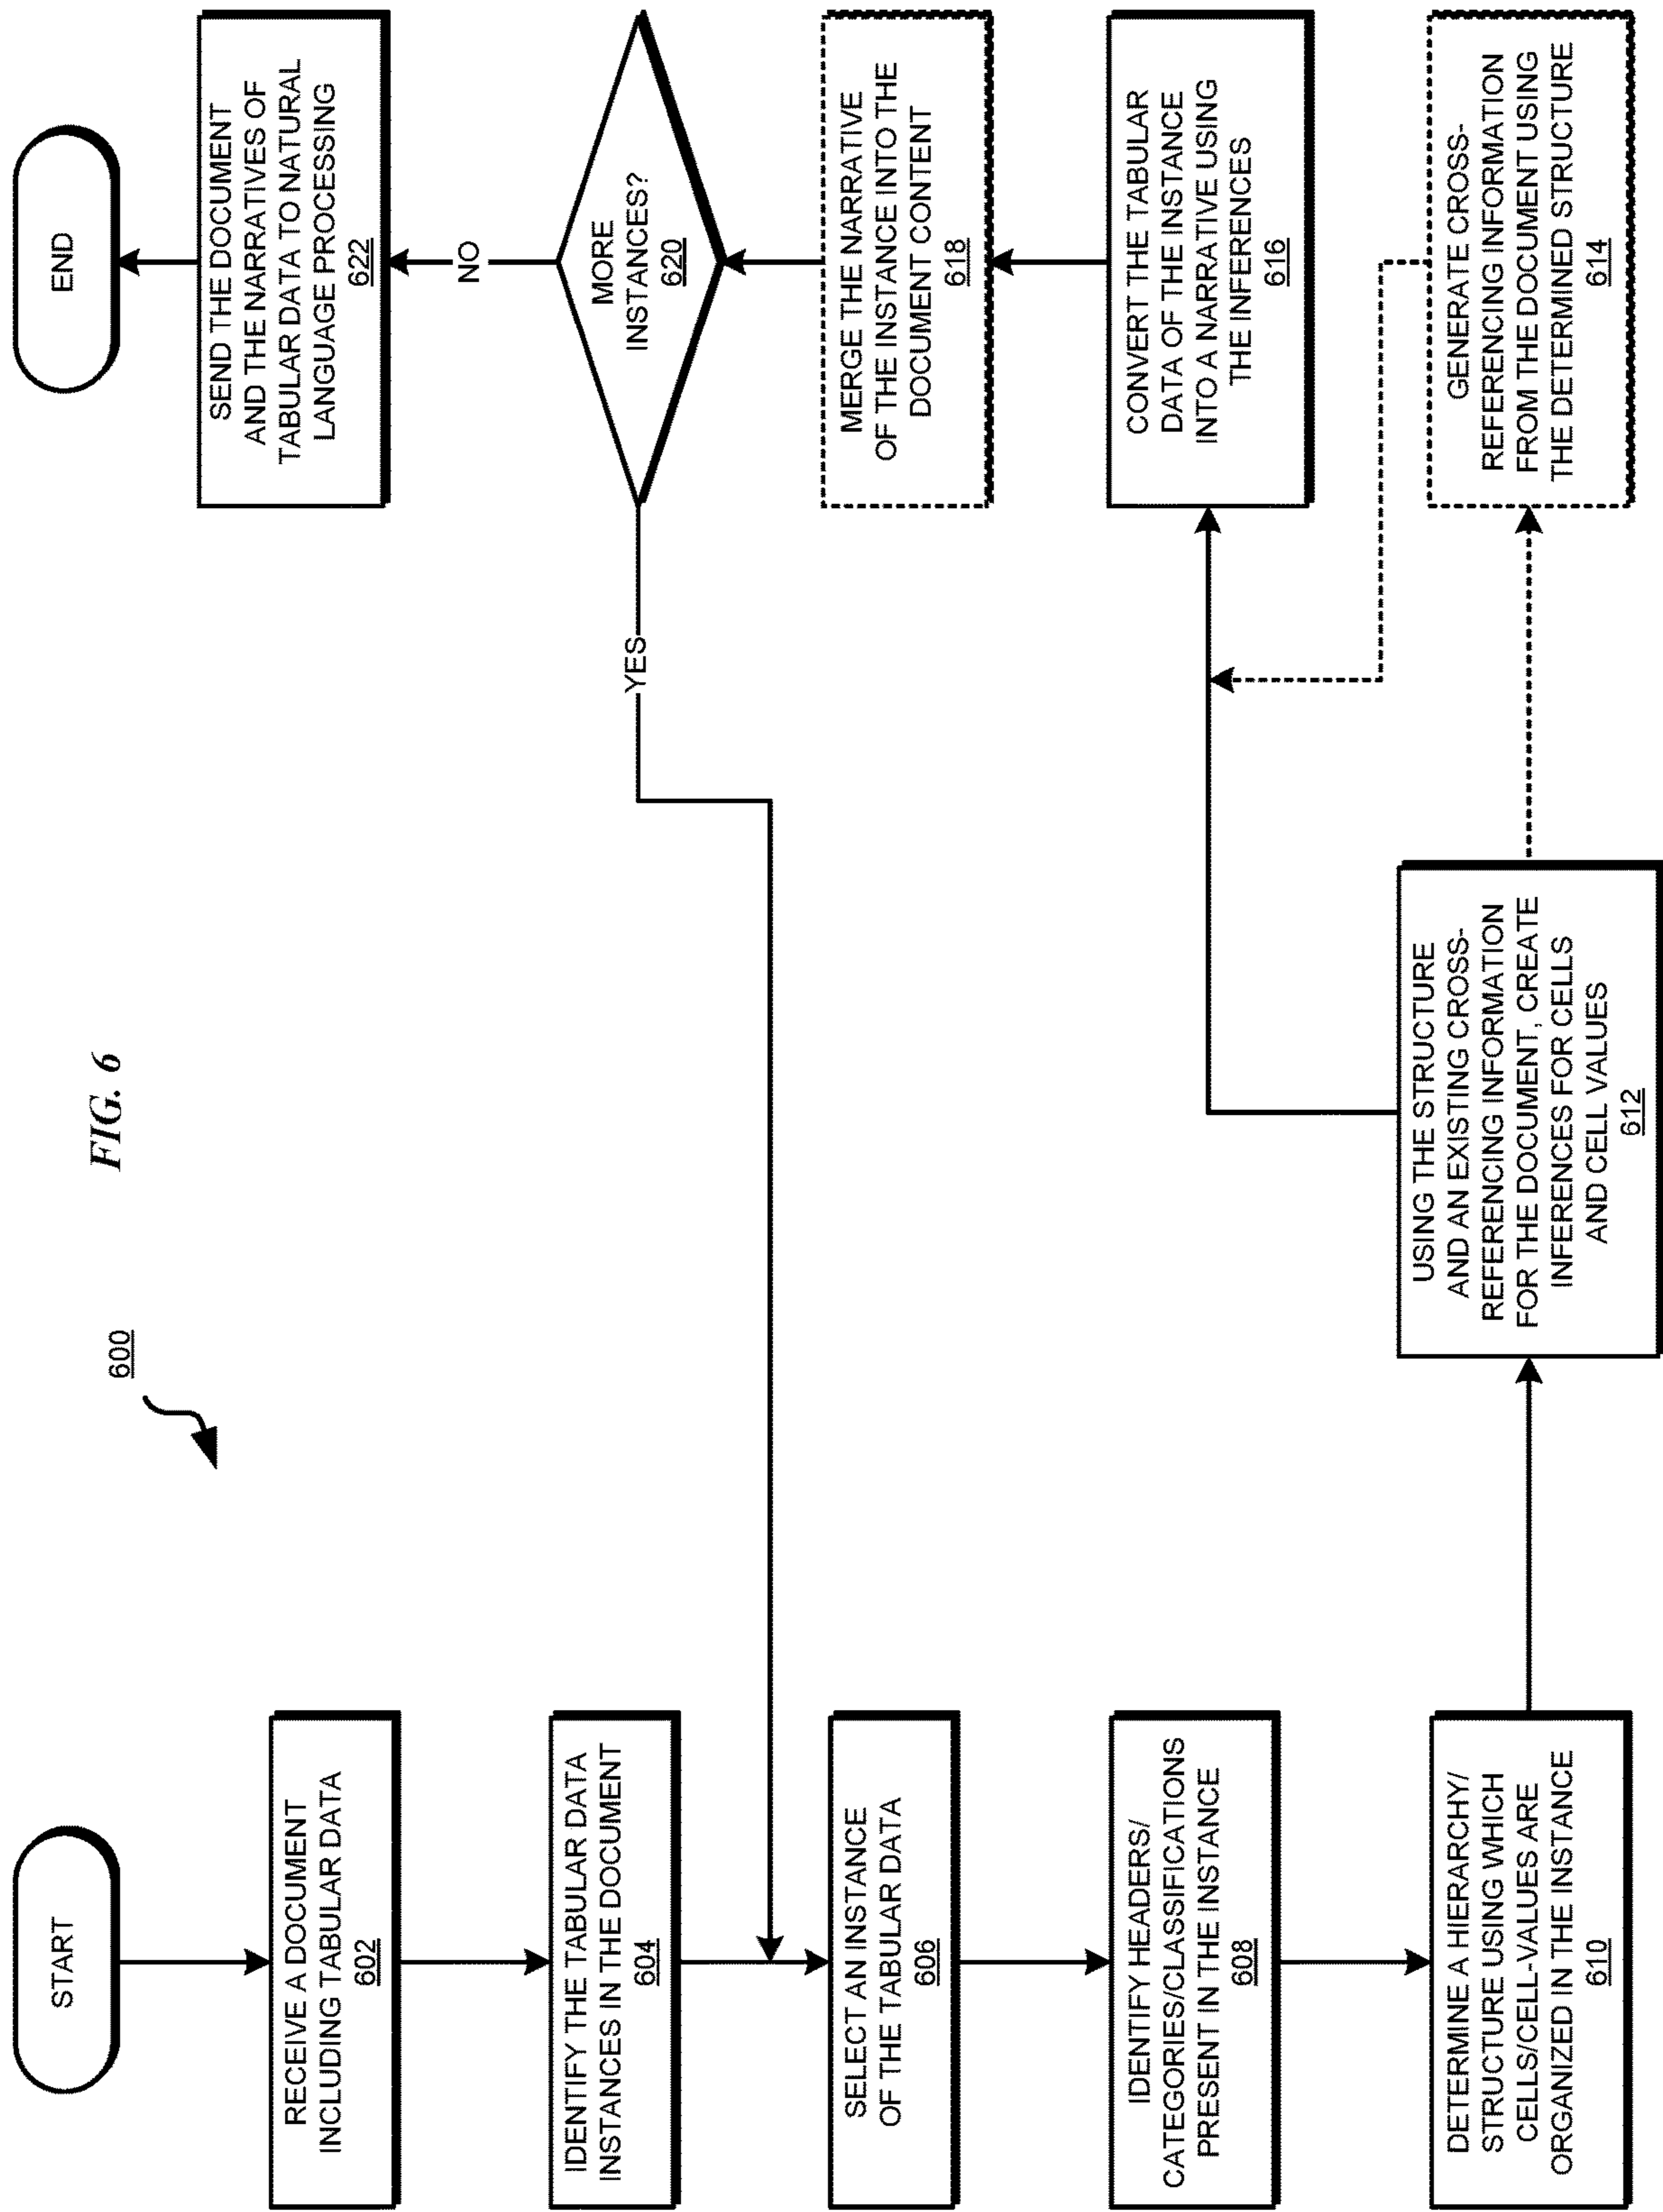 FIG. 6
600
START
RECEIVE A DOCUMENT
INCLUDING TABULAR DATA
602
IDENTIFY THE TABULAR DATA
INSTANCES IN THE DOCUMENT
604
SELECT AN INSTANCE
OF THE TABULAR DATA
606
IDENTIFY HEADERS/
CATEGORIES/CLASSIFICATIONS
PRESENT IN THE INSTANCE
608
DETERMINE A HIERARCHY/
STRUCTURE USING WHICH
CELLS/CELL-VALUES ARE
ORGANIZED IN THE INSTANCE
610
USING THE STRUCTURE
AND AN EXISTING CROSS-
REFERENCING INFORMATION
FOR THE DOCUMENT, CREATE
INFERENCES FOR CELLS
AND CELL VALUES
612
GENERATE CROSS-
REFERENCING INFORMATION
FROM THE DOCUMENT USING
THE DETERMINED STRUCTURE
614
CONVERT THE TABULAR
DATA OF THE INSTANCE
INTO A NARRATIVE USING
THE INFERENCES
616
MERGE THE NARRATIVE
OF THE INSTANCE INTO THE
DOCUMENT CONTENT
618
MORE
INSTANCES?
620
YES
NO
SEND THE DOCUMENT
AND THE NARRATIVES OF
TABULAR DATA TO NATURAL
LANGUAGE PROCESSING
622
END